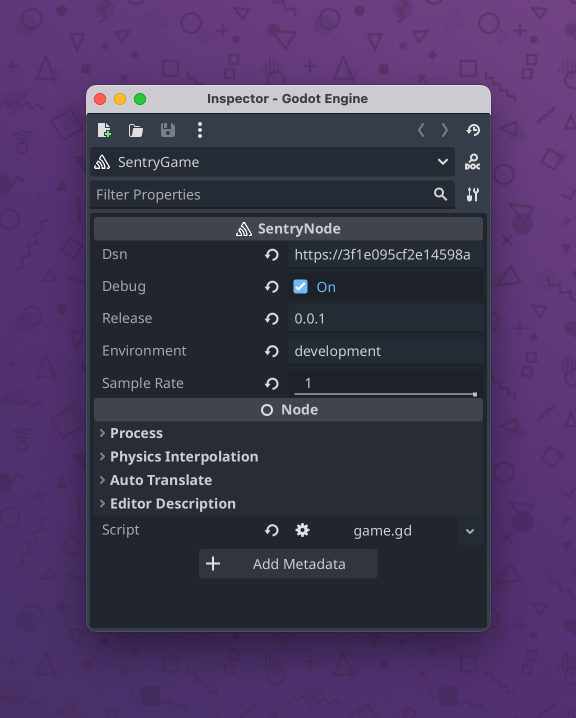 Inspector - Godot Engine
SentryGame
DOC
Filter Properties
SentryNode
Dsn https://3f1e095cf2e14598a
Debug On
Release 0.0.1
Environment development
Sample Rate 1
Node
Process
Physics Interpolation
Auto Translate
Editor Description
Script game.gd
Add Metadata